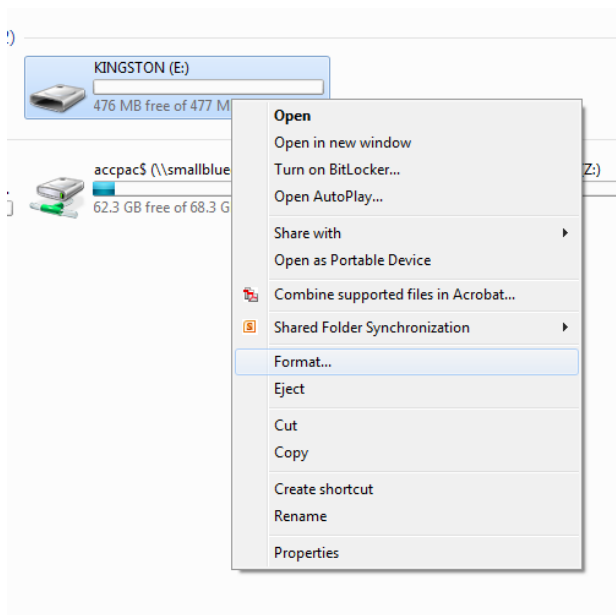 2)
KINGSTON (E:)
476 MB free of 477 M
accpac$ (\\smallblue
62.3 GB free of 68.3 G
Z:)
Open
Open in new window
Turn on BitLocker...
Open AutoPlay...
Share with
Open as Portable Device
Combine supported files in Acrobat...
Shared Folder Synchronization
Format...
Eject
Cut
Copy
Create shortcut
Rename
Properties